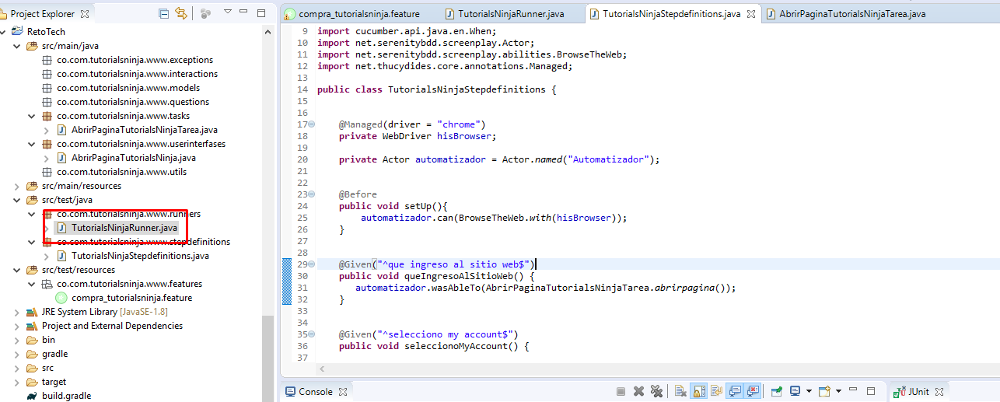 Project Explorer
RetoTech
src/main/java
co.com.tutorialsninja.www.exceptions
co.com.tutorialsninja.www.interactions
co.com.tutorialsninja.www.models
co.com.tutorialsninja.www.questions
co.com.tutorialsninja.www.tasks
AbrirPaginaTutorialsNinjaTarea.java
co.com.tutorialsninja.www.userinterfases
AbrirPaginaTutorialsNinja.java
co.com.tutorialsninja.www.utils
src/main/resources
src/test/java
co.com.tutorialsninja.www.runners
TutorialsNinjaRunner.java
co.com.tutorialsninja.www.stepdefinitions
TutorialsNinjaStepdefinitions.java
src/test/resources
co.com.tutorialsninja.www.features
compra_tutorialsninja.feature
JRE System Library [JavaSE-1.8]
Project and External Dependencies
bin
gradle
src
target
build.gradle
compra_tutorialsninja.feature TutorialsNinjaRunner.java TutorialsNinjaStepdefinitions.java AbrirPaginaTutorialsNinjaTarea.java
9 import cucumber.api.java.en.When;
10 import net.serenitybdd.screenplay.Actor;
11 import net.serenitybdd.screenplay.abilities.BrowseTheWeb;
12 import net.thucydides.core.annotations.Managed;
13
14 public class TutorialsNinjaStepdefinitions {
15
16
17 @Managed(driver = "chrome")
18 private WebDriver hisBrowser;
19
20 private Actor automatizador = Actor.named("Automatizador");
21
22
23 @Before
24 public void setUp(){
25 automatizador.can(BrowseTheWeb.with(hisBrowser));
26 }
27
28
29 @Given("^que ingreso al sitio web$")
30 public void queIngresoAlSitioWeb() {
31 automatizador.wasAbleTo(AbrirPaginaTutorialsNinjaTarea.abrirpagina());
32 }
33
34
35 @Given("^selecciono my account$")
36 public void seleccionoMyAccount() {
37
Console
JUnit